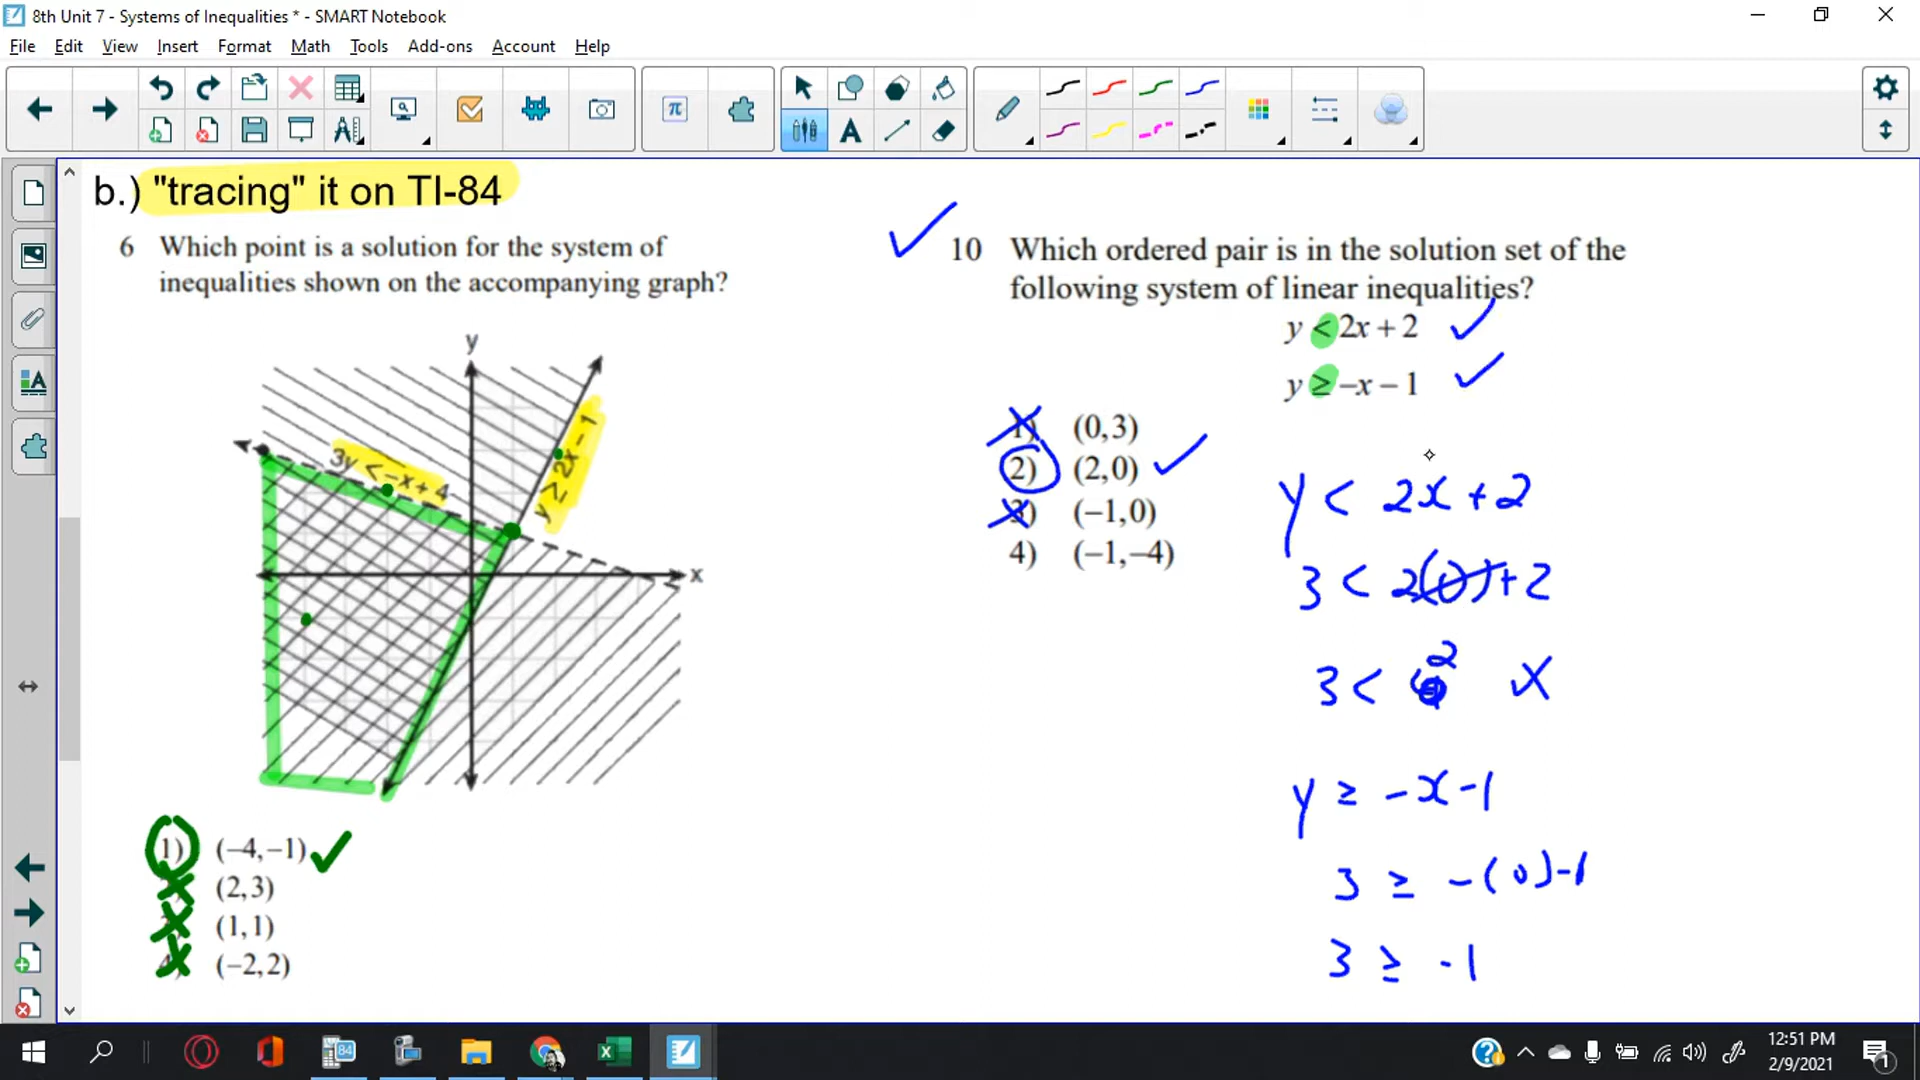 8th Unit 7 - Systems of Inequalities * - SMART Notebook
File Edit View Insert Format Math Tools Add-ons Account Help
b.) "tracing" it on TI-84
6 Which point is a solution for the system of
inequalities shown on the accompanying graph?
y
3y < -x + 4
y ≥ 2x - 1
x
1) (-4,-1)
(2,3)
(1,1)
(-2,2)
10 Which ordered pair is in the solution set of the
following system of linear inequalities?
y < 2x + 2
y ≥ -x - 1
1) (0,3)
2) (2,0)
3) (-1,0)
4) (-1,-4)
y < 2x + 2
3 < 2(0) + 2
3 < 2
y ≥ -x - 1
3 ≥ -(0) - 1
3 ≥ -1
84
12:51 PM
2/9/2021
1